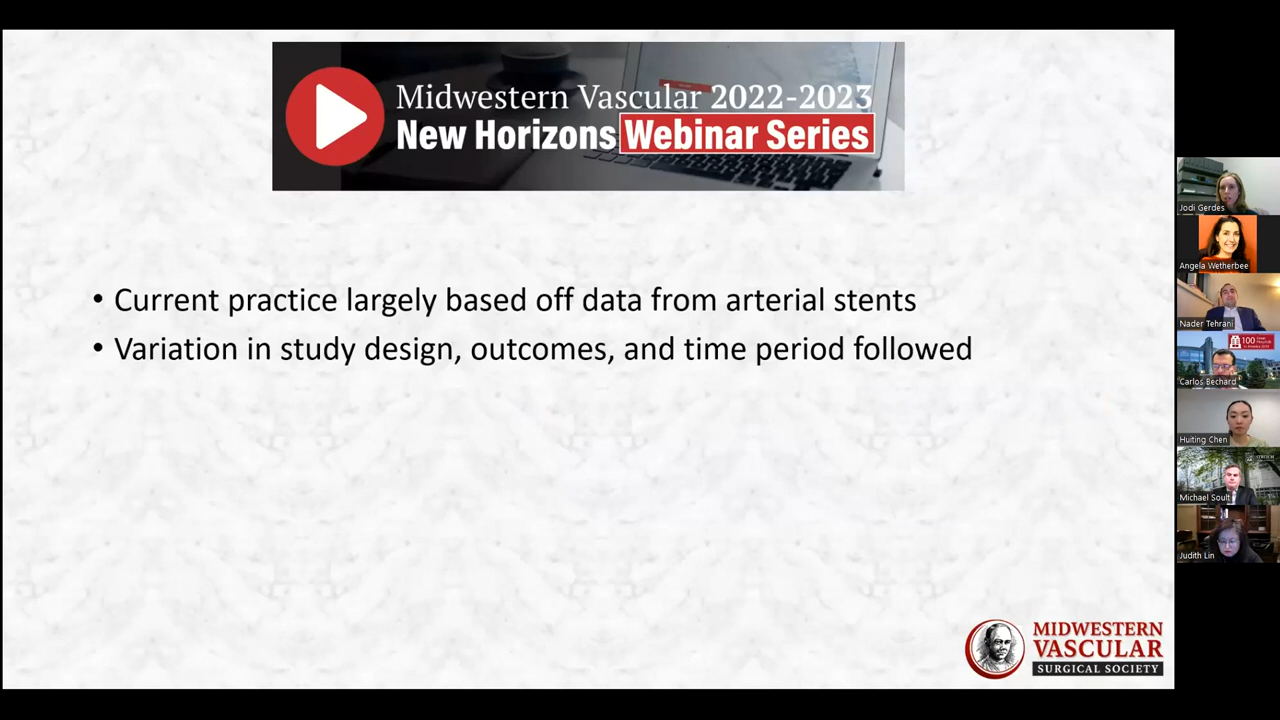 Midwestern Vascular 2022-2023
New Horizons Webinar Series
• Current practice largely based off data from arterial stents
• Variation in study design, outcomes, and time period followed
Jodi Gerdes
Angela Wetherbee
Nader Tehrani
100
Carlos Bechard
Huiting Chen
Michael Soult
Judith Lin
MIDWESTERN
VASCULAR
SURGICAL SOCIETY